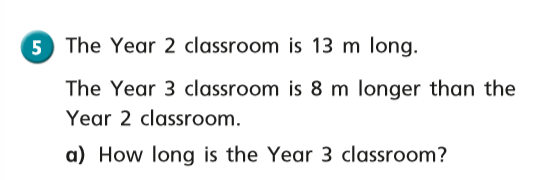 5 The Year 2 classroom is 13 m long.
The Year 3 classroom is 8 m longer than the
Year 2 classroom.
a) How long is the Year 3 classroom?